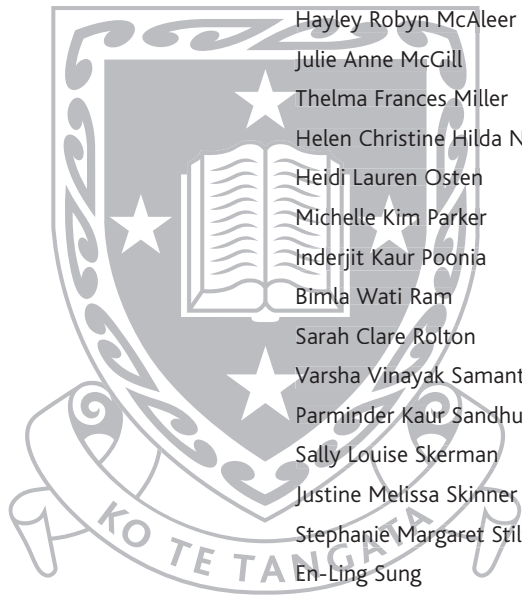 Hayley Robyn McAleer
Julie Anne McGill
Thelma Frances Miller
Helen Christine Hilda
Heidi Lauren Osten
Michelle Kim Parker
Inderjit Kaur Poonia
Bimla Wati Ram
Sarah Clare Rolton
Varsha Vinayak Samant
Parminder Kaur Sandhu
Sally Louise Skerman
Justine Melissa Skinner
Stephanie Margaret
En-Ling Sung
KO TE TANGATA